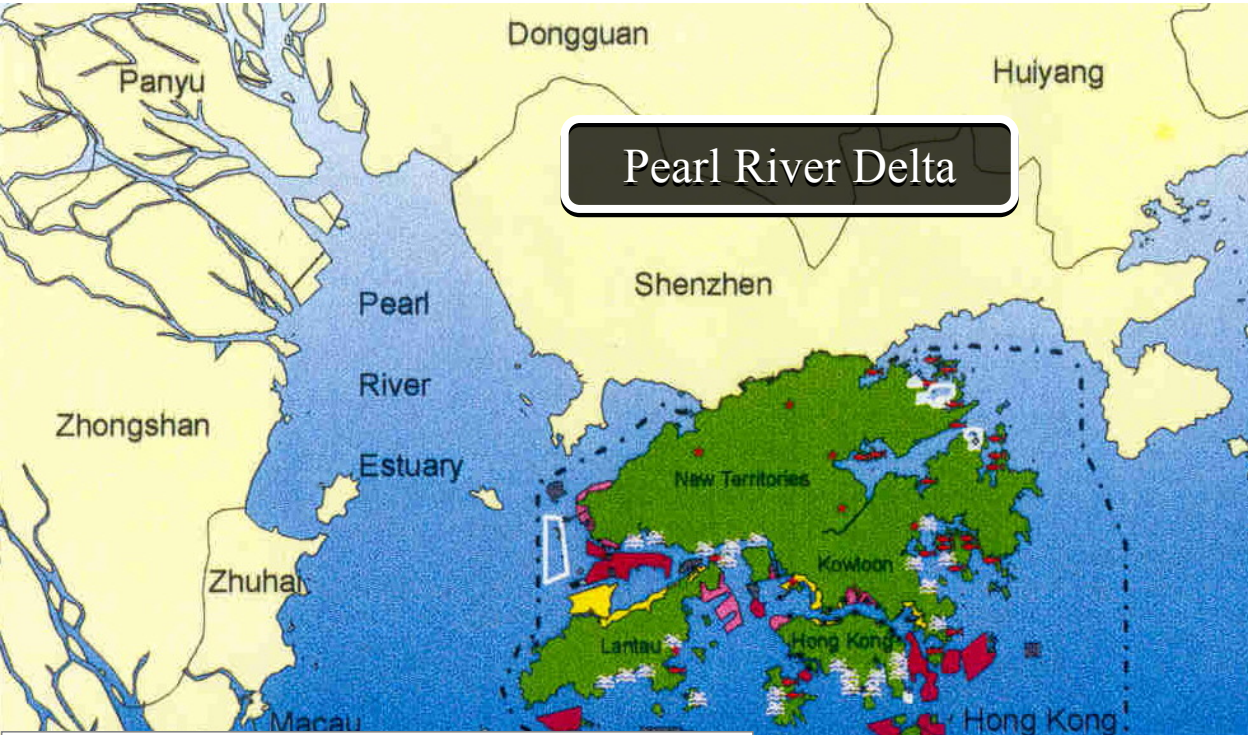 Dongguan
Panyu
Huiyang
Pearl River Delta
Shenzhen
Pearl
River
Estuary
Zhongshan
New Territories
Kowloon
Zhuhai
Lantau
Hong Kong
Macau
Hong Kong